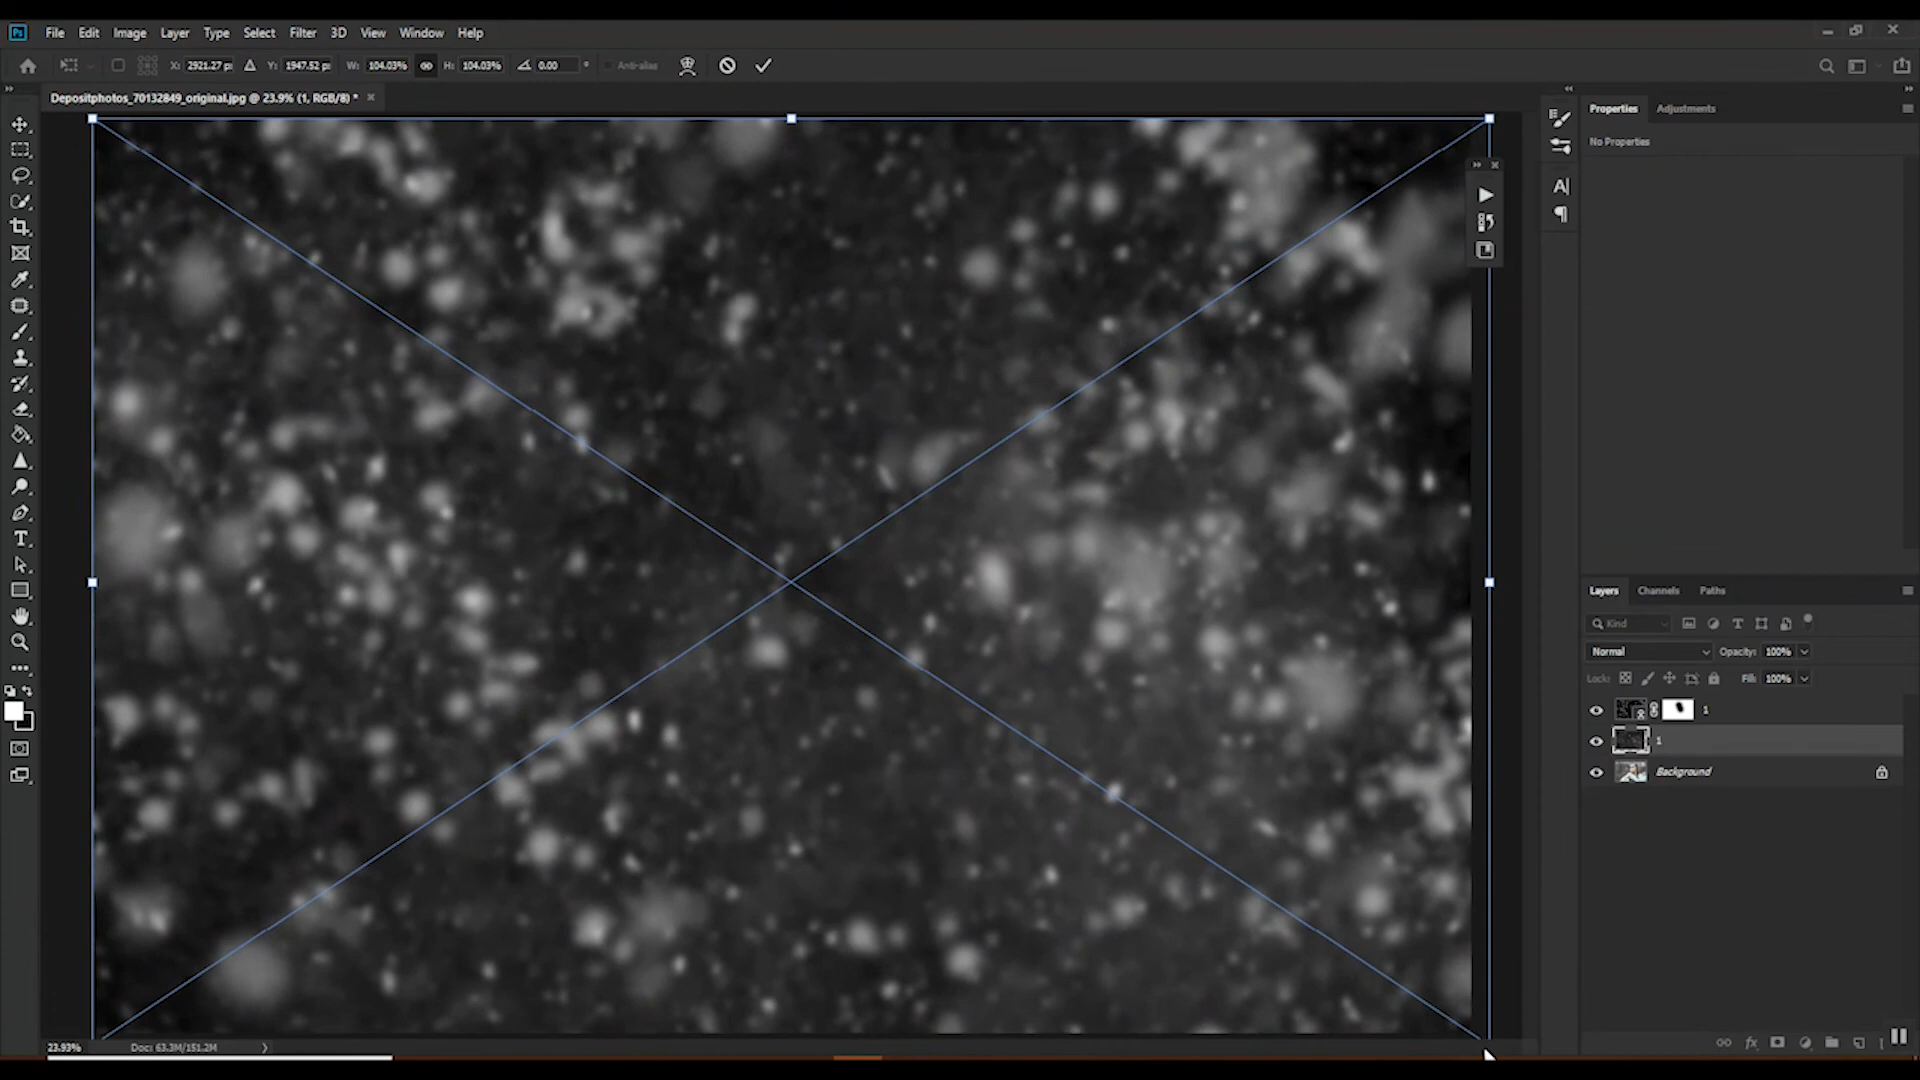 Ps File Edit Image Layer Type Select Filter 3D View Window Help
X: 2921.27 p Y: 1947.52 p W: 104.03% H: 104.03% 0.00 ° Anti-alias
Depositphotos_70132849_original.jpg @ 23.9% (1, RGB/8) *
Properties Adjustments
No Properties
Layers Channels Paths
Kind
Normal Opacity: 100%
Lock: Fill: 100%
1
1
Background
23.93% Doc: 63.3M/151.2M